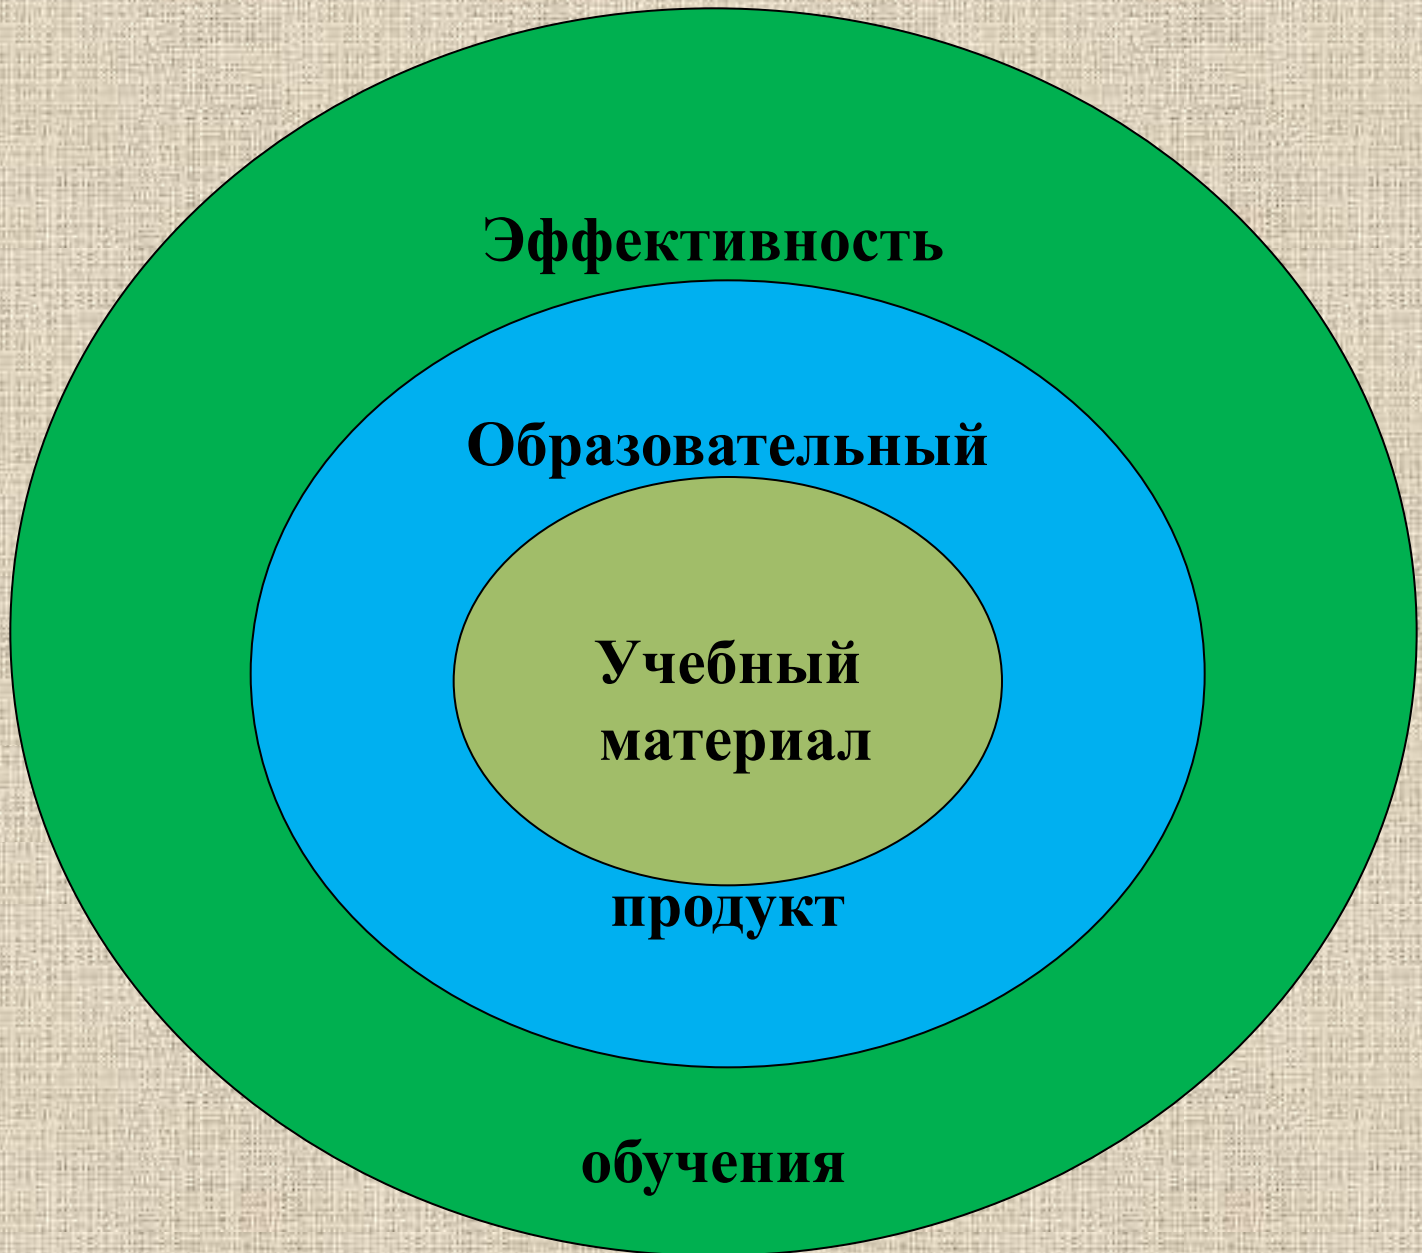 Эффективность
Образовательный
Учебный
материал
продукт
обучения